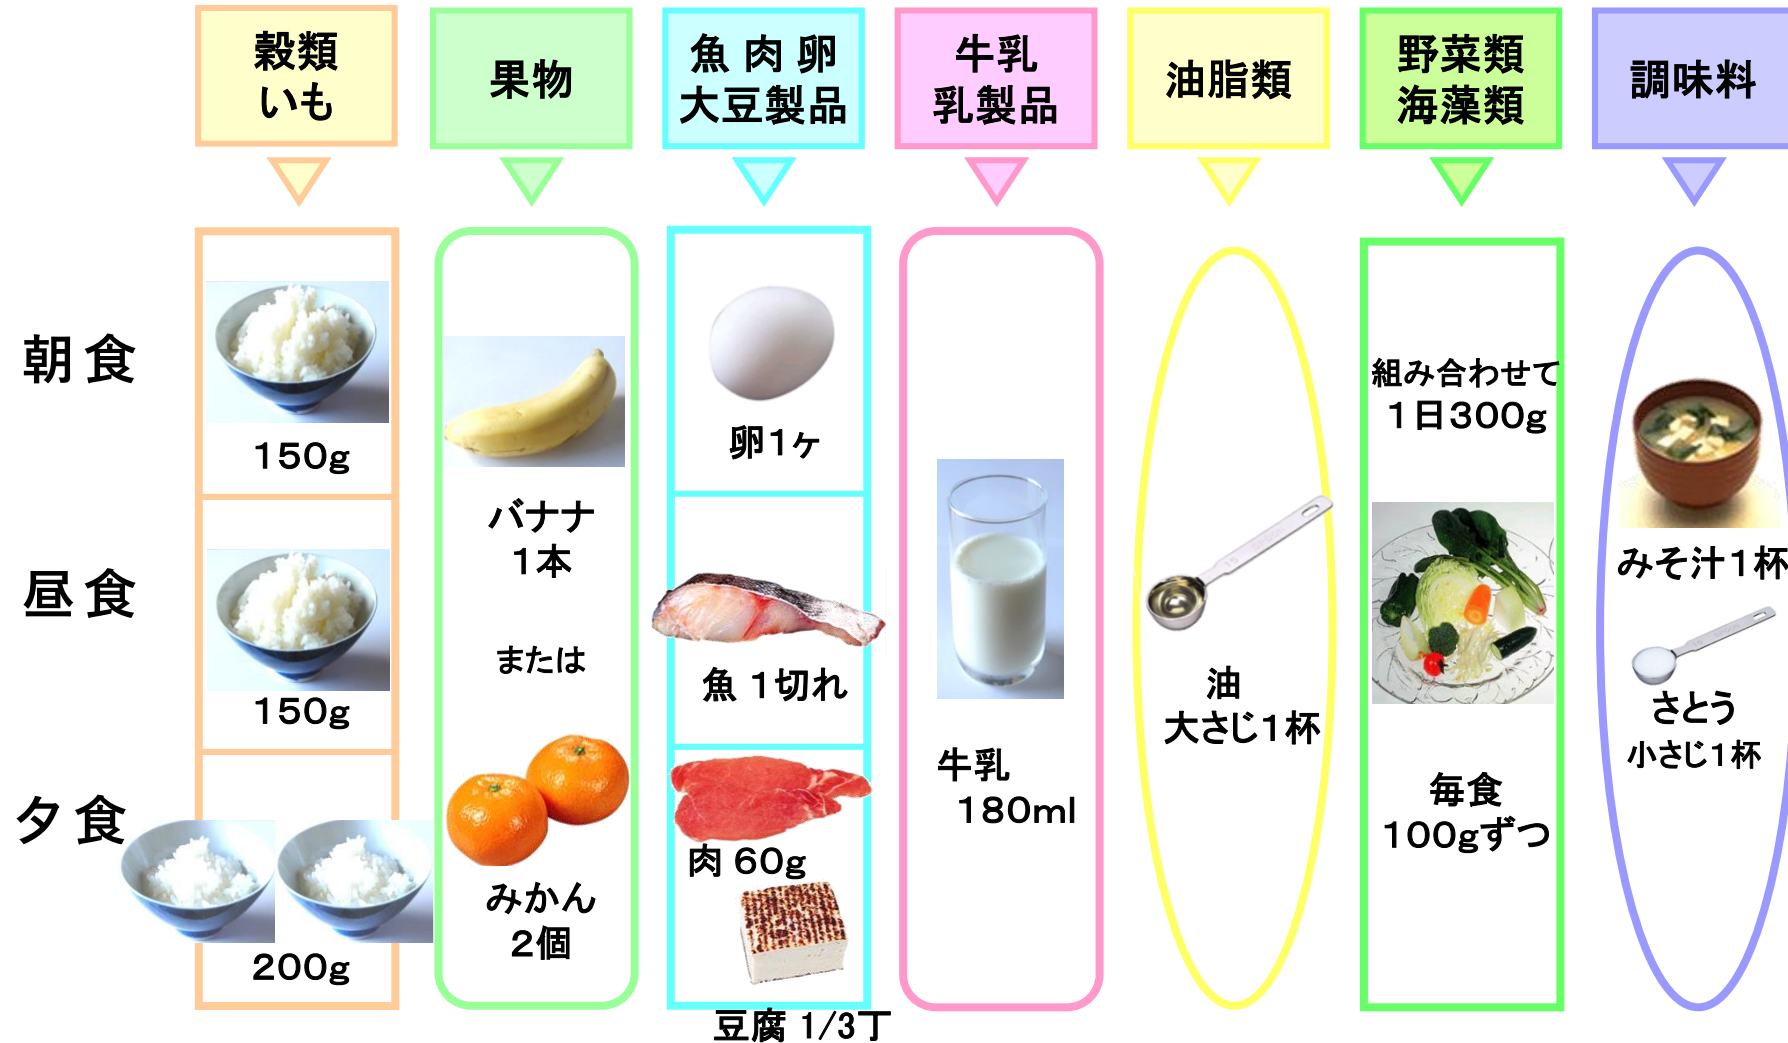 穀類
いも
果物
魚 肉 卵
大豆製品
牛乳
乳製品
油脂類
野菜類
海藻類
調味料
朝食
昼食
夕食
150g
150g
200g
バナナ
1本
または
みかん
2個
卵1ヶ
魚 1切れ
肉 60g
豆腐 1/3丁
牛乳
180ml
油
大さじ1杯
組み合わせて
1日300g
毎食
100gずつ
みそ汁1杯
さとう
小さじ1杯